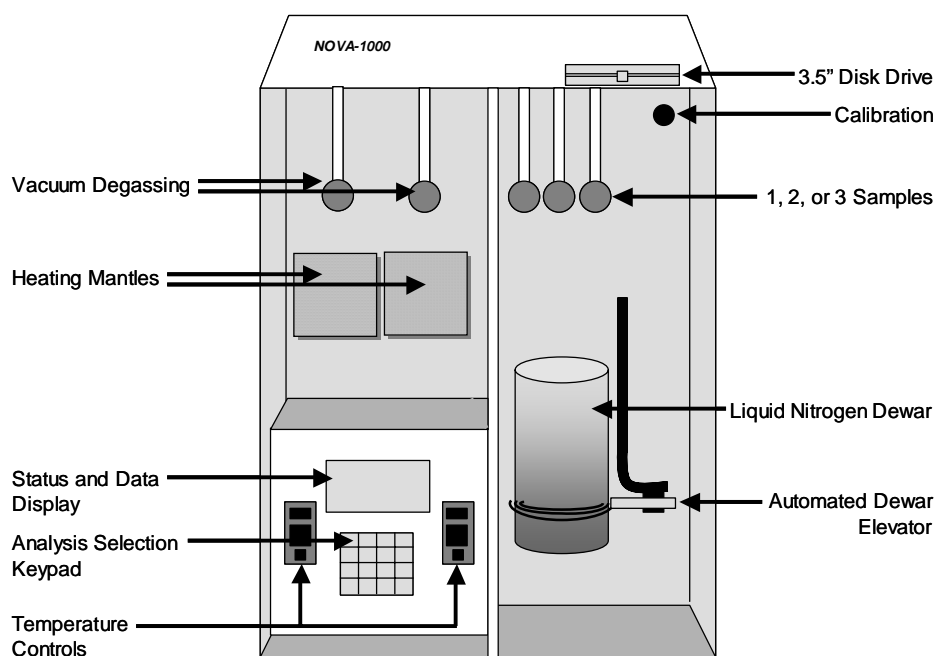 NOVA-1000
3.5” Disk Drive
Calibration
Vacuum Degassing
1, 2, or 3 Samples
Heating Mantles
Liquid Nitrogen Dewar
Status and Data
Display
Automated Dewar
Elevator
Analysis Selection
Keypad
Temperature
Controls